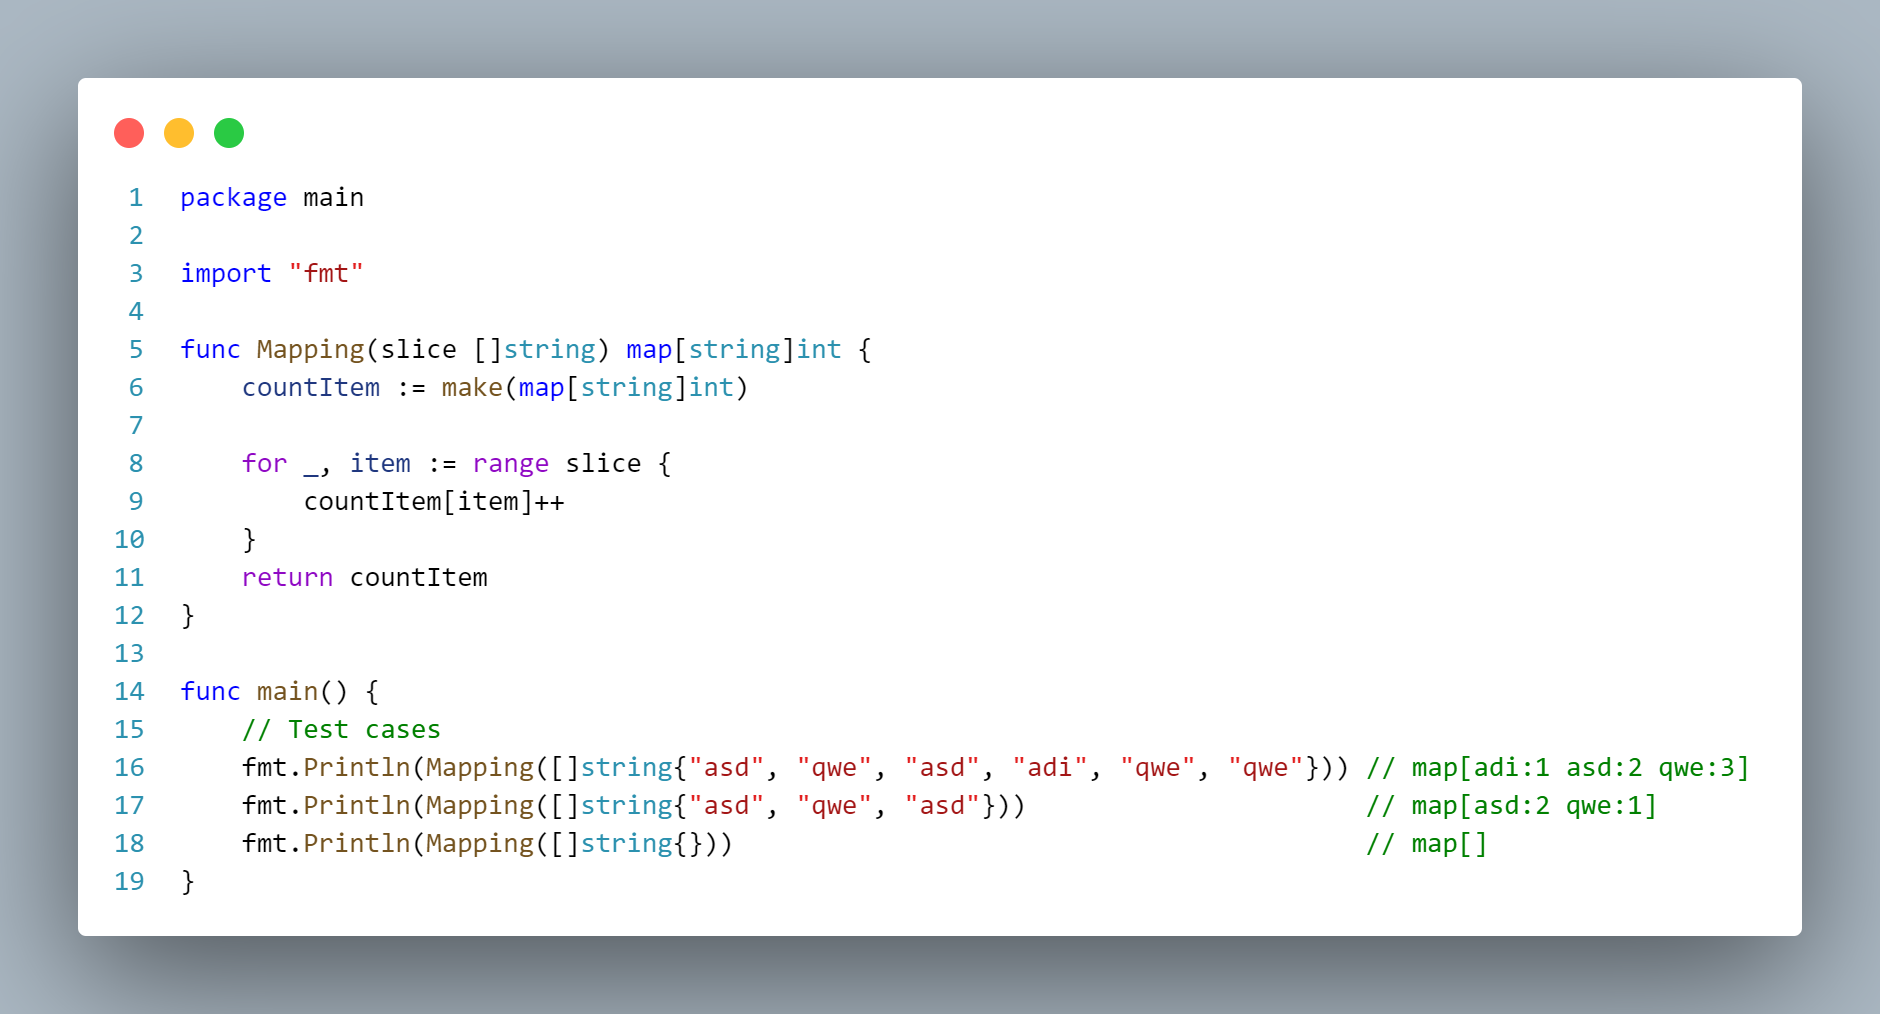 1 package main
2
3 import "fmt"
4
5 func Mapping(slice []string) map[string]int {
6     countItem := make(map[string]int)
7
8     for _, item := range slice {
9         countItem[item]++
10     }
11     return countItem
12 }
13
14 func main() {
15     // Test cases
16     fmt.Println(Mapping([]string{"asd", "qwe", "asd", "adi", "qwe", "qwe"})) // map[adi:1 asd:2 qwe:3]
17     fmt.Println(Mapping([]string{"asd", "qwe", "asd"}))                      // map[asd:2 qwe:1]
18     fmt.Println(Mapping([]string{}))                                         // map[]
19 }